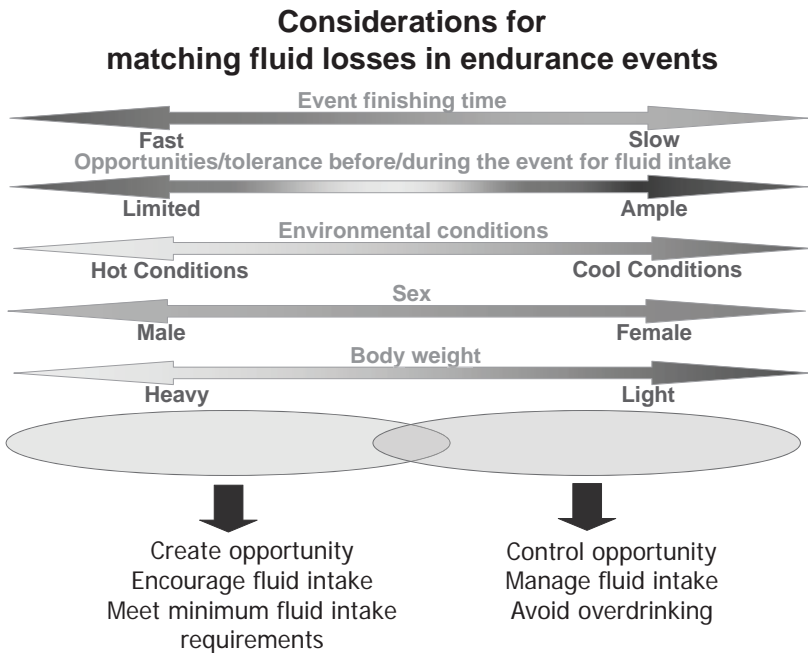 Considerations for
matching fluid losses in endurance events
Event finishing time
Fast Slow
Opportunities/tolerance before/during the event for fluid intake
Limited Ample
Environmental conditions
Hot Conditions Cool Conditions
Sex
Male Female
Body weight
Heavy Light
Create opportunity
Encourage fluid intake
Meet minimum fluid intake
requirements
Control opportunity
Manage fluid intake
Avoid overdrinking